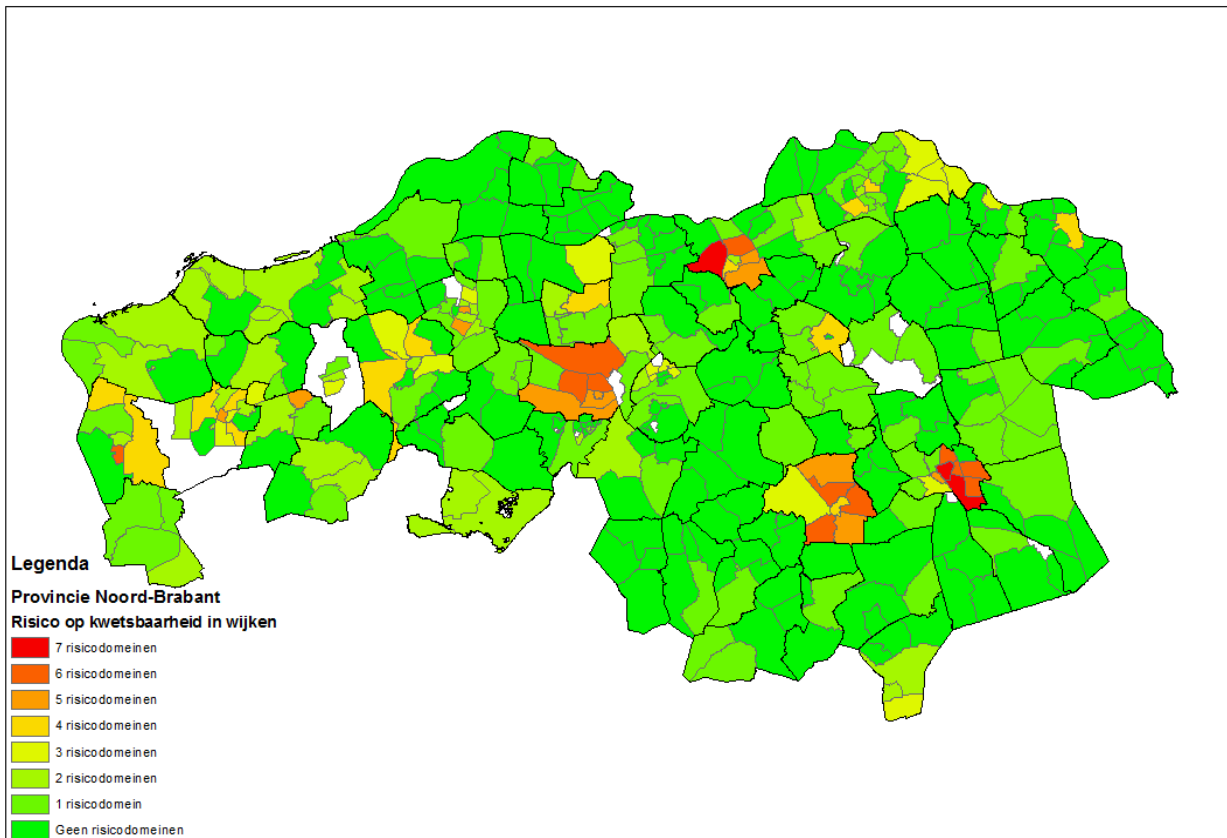 Legenda
Provincie Noord-Brabant
Risico op kwetsbaarheid in wijken
7 risicodomeinen
6 risicodomeinen
5 risicodomeinen
4 risicodomeinen
3 risicodomeinen
2 risicodomeinen
1 risicodomein
Geen risicodomeinen